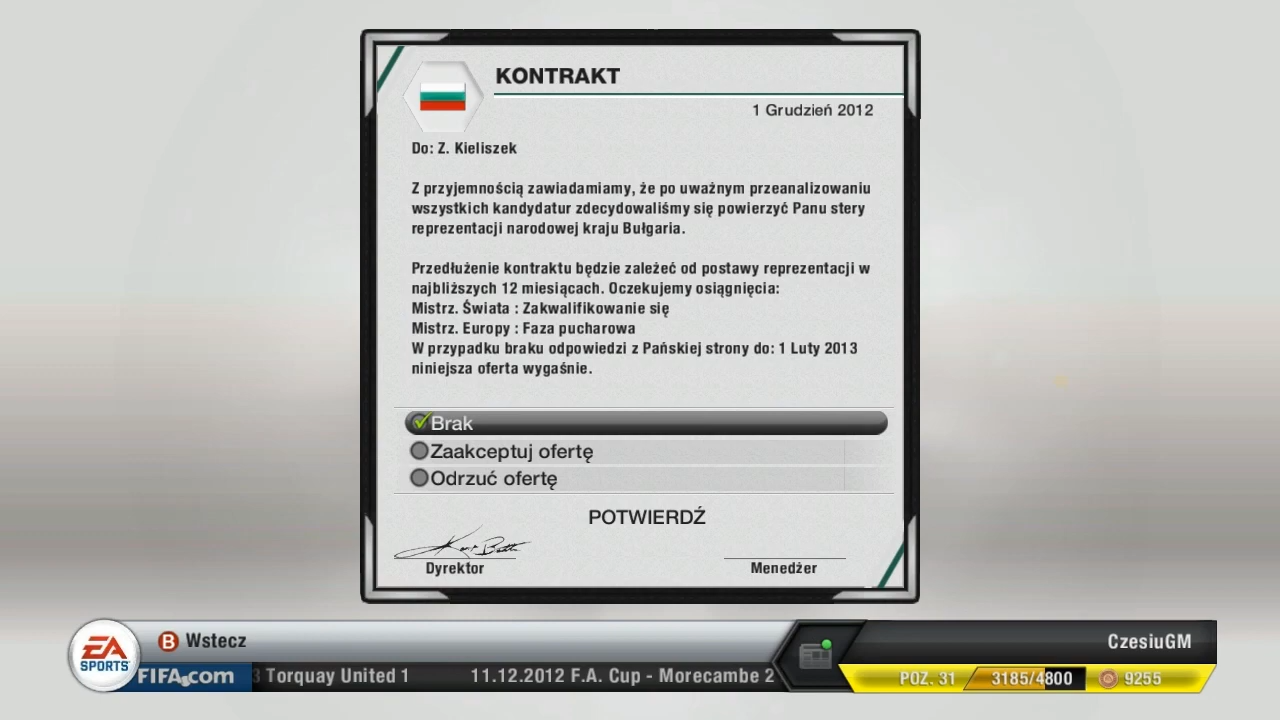 KONTRAKT
1 Grudzień 2012
Do: Z. Kieliszek
Z przyjemnością zawiadamiamy, że po uważnym przeanalizowaniu
wszystkich kandydatur zdecydowaliśmy się powierzyć Panu stery
reprezentacji narodowej kraju Bułgaria.
Przedłużenie kontraktu będzie zależeć od postawy reprezentacji w
najbliższych 12 miesiącach. Oczekujemy osiągnięcia:
Mistrz. Świata : Zakwalifikowanie się
Mistrz. Europy : Faza pucharowa
W przypadku braku odpowiedzi z Pańskiej strony do: 1 Luty 2013
niniejsza oferta wygaśnie.
Brak
Zaakceptuj ofertę
Odrzuć ofertę
POTWIERDŹ
Dyrektor
Menedżer
EA
SPORTS
B Wstecz
CzesiuGM
FIFA.com
3 Torquay United 1
11.12.2012 F.A. Cup - Morecambe 2
POZ. 31
3185/4800
9255